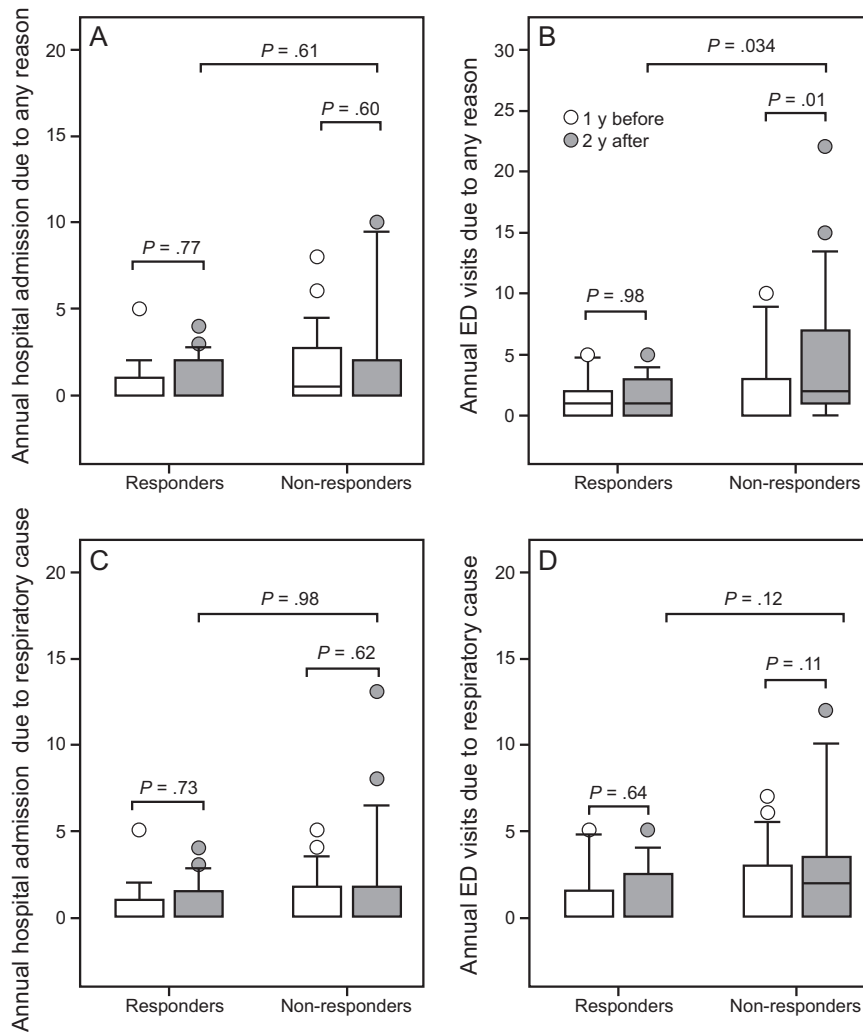 A
Annual hospital admission due to any reason
20
15
10
5
0
P = .61
P = .60
P = .77
Responders
Non-responders
B
Annual ED visits due to any reason
30
25
20
15
10
5
0
P = .034
P = .01
1 y before
2 y after
P = .98
Responders
Non-responders
C
Annual hospital admission due to respiratory cause
20
15
10
5
0
P = .98
P = .62
P = .73
Responders
Non-responders
D
Annual ED visits due to respiratory cause
20
15
10
5
0
P = .12
P = .11
P = .64
Responders
Non-responders